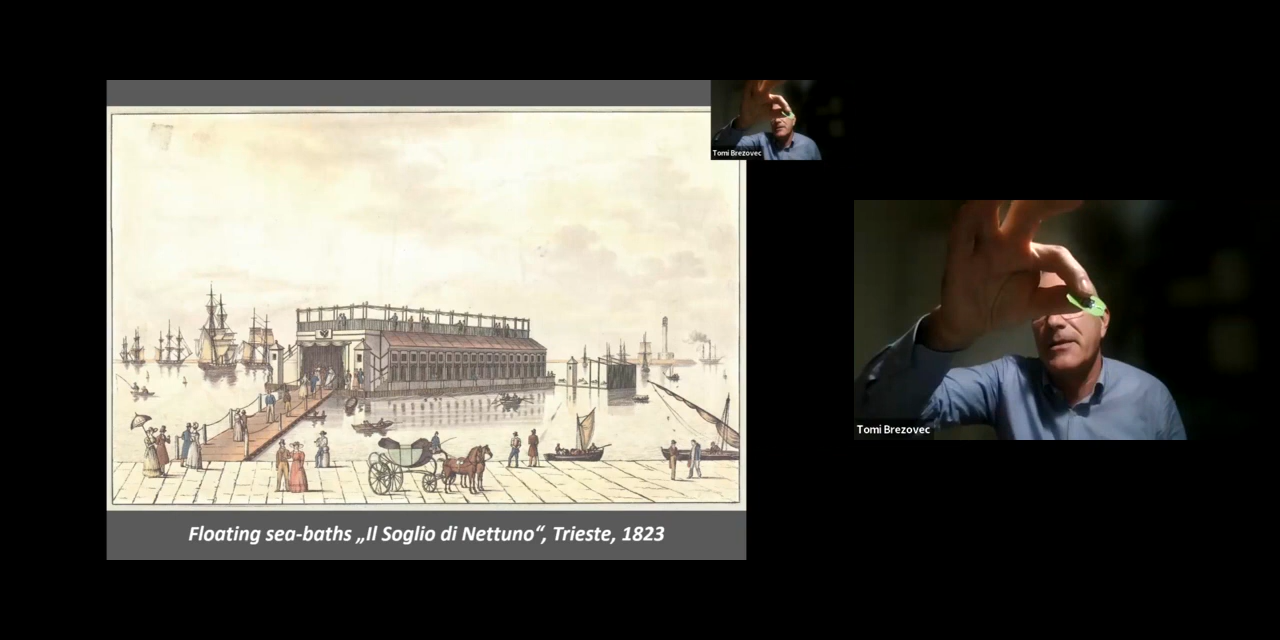 Tomi Brezovec
Tomi Brezovec
Floating sea-baths „Il Soglio di Nettuno“, Trieste, 1823